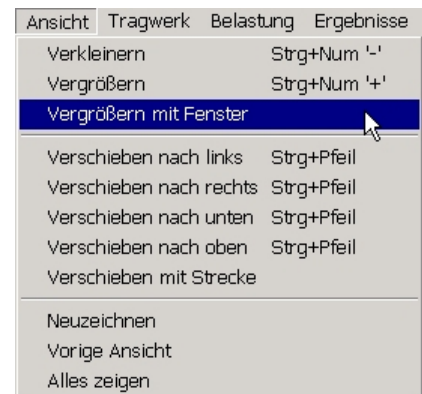 Ansicht Tragwerk Belastung Ergebnisse
Verkleinern Strg+Num '-'
Vergrößern Strg+Num '+'
Vergrößern mit Fenster
Verschieben nach links Strg+Pfeil
Verschieben nach rechts Strg+Pfeil
Verschieben nach unten Strg+Pfeil
Verschieben nach oben Strg+Pfeil
Verschieben mit Strecke
Neuzeichnen
Vorige Ansicht
Alles zeigen